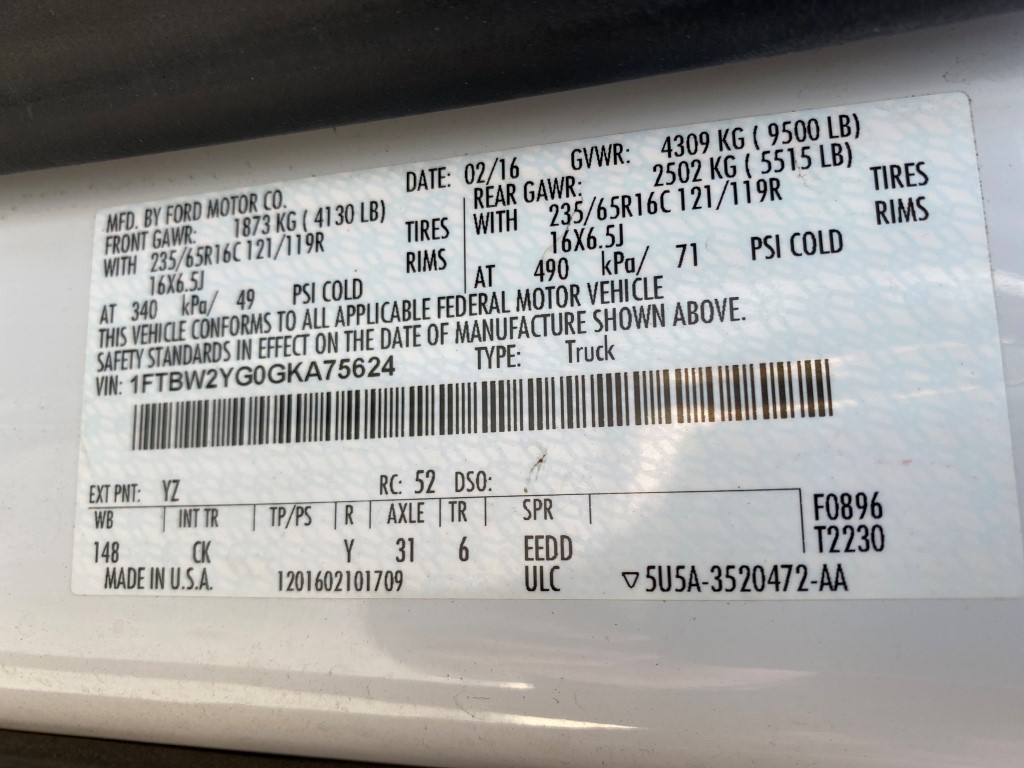 MFD. BY FORD MOTOR CO. DATE: 02/16 GVWR: 4309 KG ( 9500 LB)
FRONT GAWR: 1873 KG ( 4130 LB)
WITH 235/65R16C 121/119R TIRES
16X6.5J RIMS
AT 340 kPa/ 49 PSI COLD
REAR GAWR: 2502 KG ( 5515 LB)
WITH 235/65R16C 121/119R TIRES
16X6.5J RIMS
AT 490 kPa/ 71 PSI COLD
THIS VEHICLE CONFORMS TO ALL APPLICABLE FEDERAL MOTOR VEHICLE
SAFETY STANDARDS IN EFFECT ON THE DATE OF MANUFACTURE SHOWN ABOVE.
VIN: 1FTBW2YG0GKA75624 TYPE: Truck
EXT PNT: YZ RC: 52 DSO:
WB INT TR TP/PS R AXLE TR SPR F0896
148 CK Y 31 6 EEDD T2230
MADE IN U.S.A. 1201602101709 ULC ▽5U5A-3520472-AA